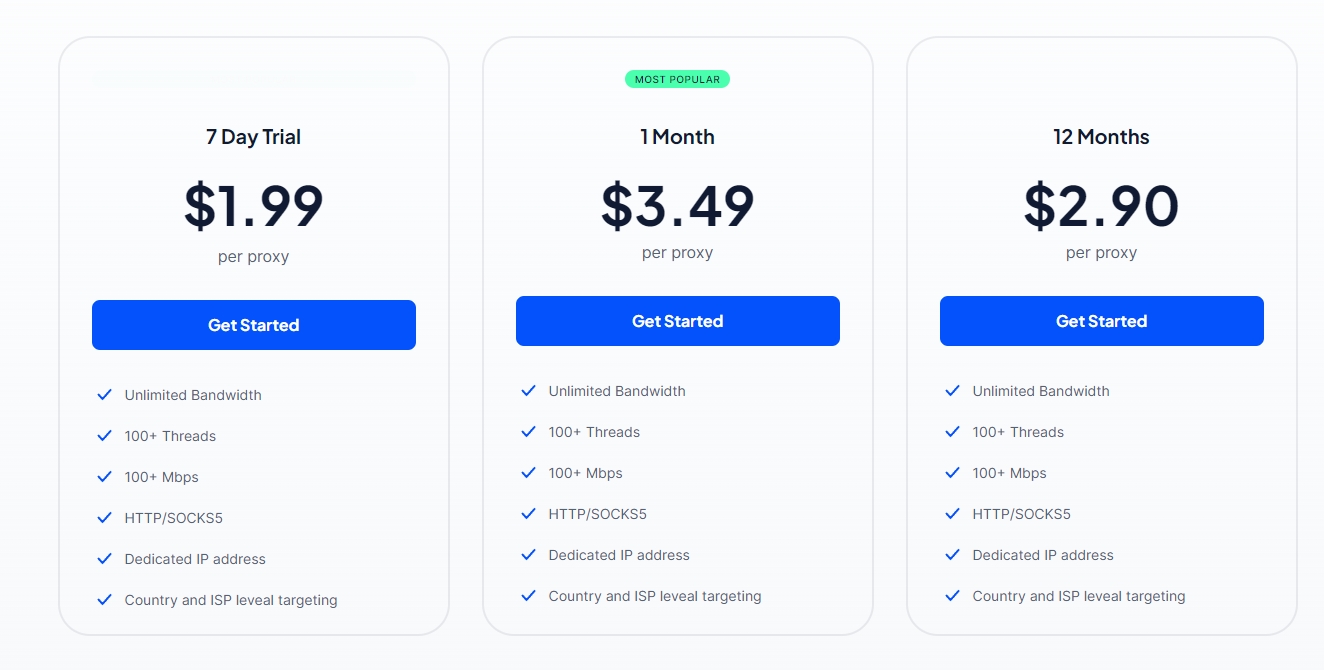 7 Day Trial
$1.99
per proxy
Get Started
Unlimited Bandwidth
100+ Threads
100+ Mbps
HTTP/SOCKS5
Dedicated IP address
Country and ISP leveal targeting
MOST POPULAR
1 Month
$3.49
per proxy
Get Started
Unlimited Bandwidth
100+ Threads
100+ Mbps
HTTP/SOCKS5
Dedicated IP address
Country and ISP leveal targeting
12 Months
$2.90
per proxy
Get Started
Unlimited Bandwidth
100+ Threads
100+ Mbps
HTTP/SOCKS5
Dedicated IP address
Country and ISP leveal targeting